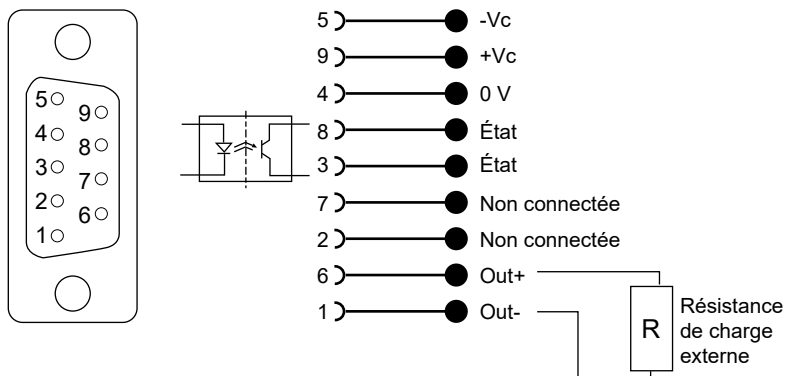 5
4
3
2
1
9
8
7
6
5 -Vc
9 +Vc
4 0 V
8 État
3 État
7 Non connectée
2 Non connectée
6 Out+
1 Out-
R
Résistance
de charge
externe